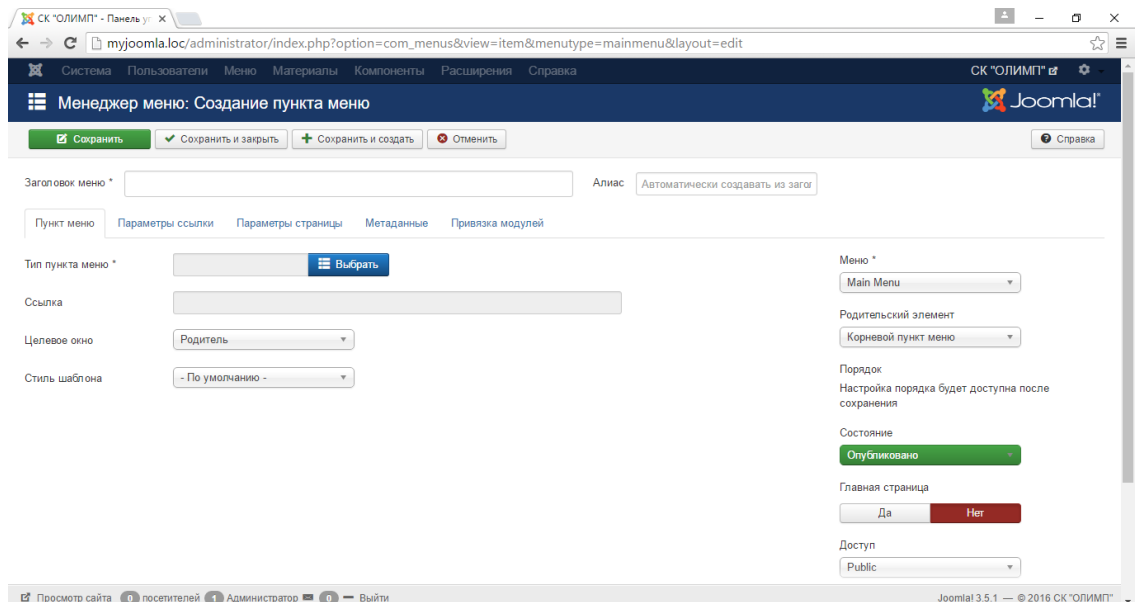 СК "ОЛИМП" - Панель у
myjoomla.loc/administrator/index.php?option=com_menus&view=item&menutype=mainmenu&layout=edit
Система Пользователи Меню Материалы Компоненты Расширения Справка СК "ОЛИМП"
Менеджер меню: Создание пункта меню Joomla!
Сохранить Сохранить и закрыть Сохранить и создать Отменить Справка
Заголовок меню * Алиас Автоматически создавать из загол
Пункт меню Параметры ссылки Параметры страницы Метаданные Привязка модулей
Тип пункта меню * Выбрать
Меню *
Main Menu
Ссылка
Родительский элемент
Целевое окно Родитель
Корневой пункт меню
Стиль шаблона - По умолчанию -
Порядок
Настройка порядка будет доступна после
сохранения
Состояние
Опубликовано
Главная страница
Да Нет
Доступ
Public
Просмотр сайта 0 посетителей 1 Администратор 0 Выйти Joomla! 3.5.1 — © 2016 СК "ОЛИМП"